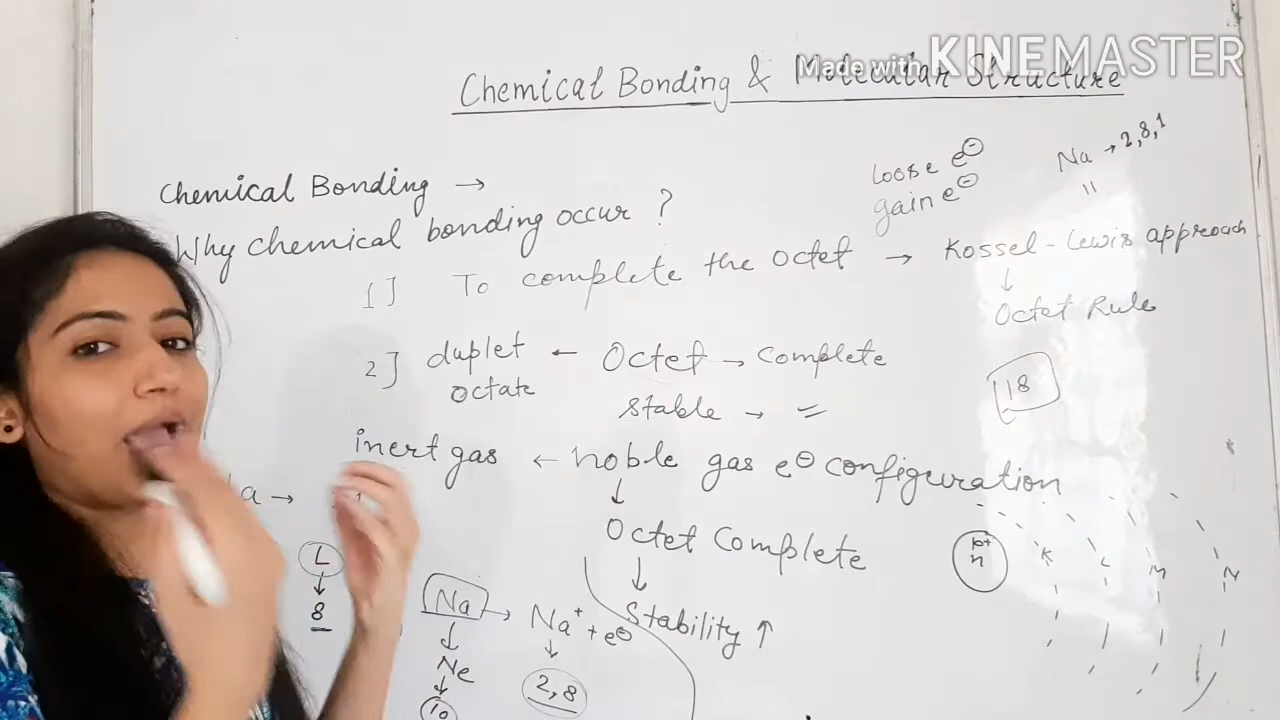 Made with KINEMASTER
Chemical Bonding & Molecular Structure
Chemical Bonding →
loose e⊖
gain e⊖
Na → 2,8,1
"
Why chemical bonding occur ?
1] To complete the octet → Kossel-Lewis approach
↓
Octet Rule
2] duplet ← Octet → Complete
octate
stable → =
18
inert gas ← noble gas e⊖ configuration
↓
a →
Octet Complete
↓
Stability ↑
L
↓
8
Na → Na⁺ + e⊖
↓ ↓
Ne 2,8
↓
10
K L M N